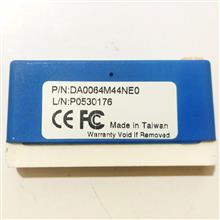 P/N:DA0064M44NE0
L/N:P0530176
CE FC Made in Taiwan
Warranty Void If Removed